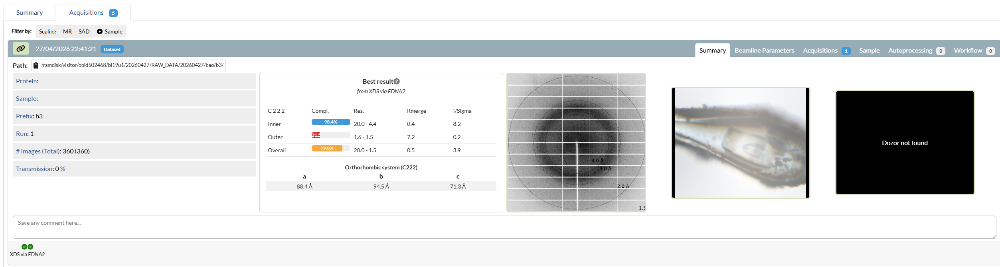 Summary
Acquisitions 5
Filter by: Scaling MR SAD Sample
27/04/2026 22:41:21 Dataset
Summary Beamline Parameters Acquisitions 1 Sample Autoprocessing 0 Workflow 0
Path: /ramdisk/visitor/opid502468/bl19u1/20260427/RAW_DATA/20260427/bao/b3/
Protein:
Sample:
Prefix: b3
Run: 1
# Images (Total): 360 (360)
Transmission: 0 %
Best result?
from XDS via EDNA2
C 2 2 2 Compl. Res. Rmerge I/Sigma
Inner 98.4% 20.0 - 4.4 0.4 8.2
Outer 21.5 1.6 - 1.5 7.2 0.2
Overall 79.0% 20.0 - 1.5 0.5 3.9
Orthorhombic system (C222)
a b c
88.4 Å 94.5 Å 71.3 Å
4.0 Å
3.0 Å
2.0 Å
1.5
Dozor not found
Save any comment here...
XDS via EDNA2